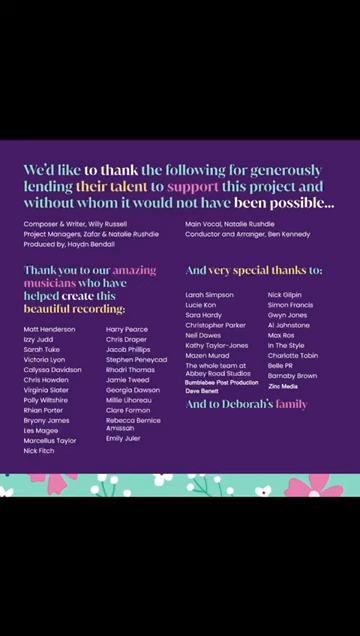 We'd like to thank the following for generously
lending their talent to support this project and
without whom it would not have been possible...
Composer & Writer, Willy Russell
Project Managers, Zafar & Natalie Rushdie
Produced by, Haydn Bendall
Main Vocal, Natalie Rushdie
Conductor and Arranger, Ben Kennedy
Thank you to our amazing
musicians who have
helped create this
beautiful recording:
Matt Henderson
Izzy Judd
Sarah Tuke
Victoria Lyon
Calyssa Davidson
Chris Howden
Virginia Slater
Polly Wiltshire
Rhian Porter
Bryony James
Les Magee
Marcellus Taylor
Nick Fitch
Harry Pearce
Chris Draper
Jacob Phillips
Stephen Peneycad
Rhodri Thomas
Jamie Tweed
Georgia Dawson
Millie Lihoreau
Clare Formon
Rebecca Bernice
Amissah
Emily Juler
And very special thanks to:
Larah Simpson
Lucie Kon
Sara Hardy
Christopher Parker
Neil Dawes
Kathy Taylor-Jones
Mazen Murad
The whole team at
Abbey Road Studios
Bumblebee Post Production
Dave Benett
Nick Gilpin
Simon Francis
Gwyn Jones
Al Johnstone
Max Ros
In The Style
Charlotte Tobin
Belle PR
Barnaby Brown
Zinc Media
And to Deborah's family